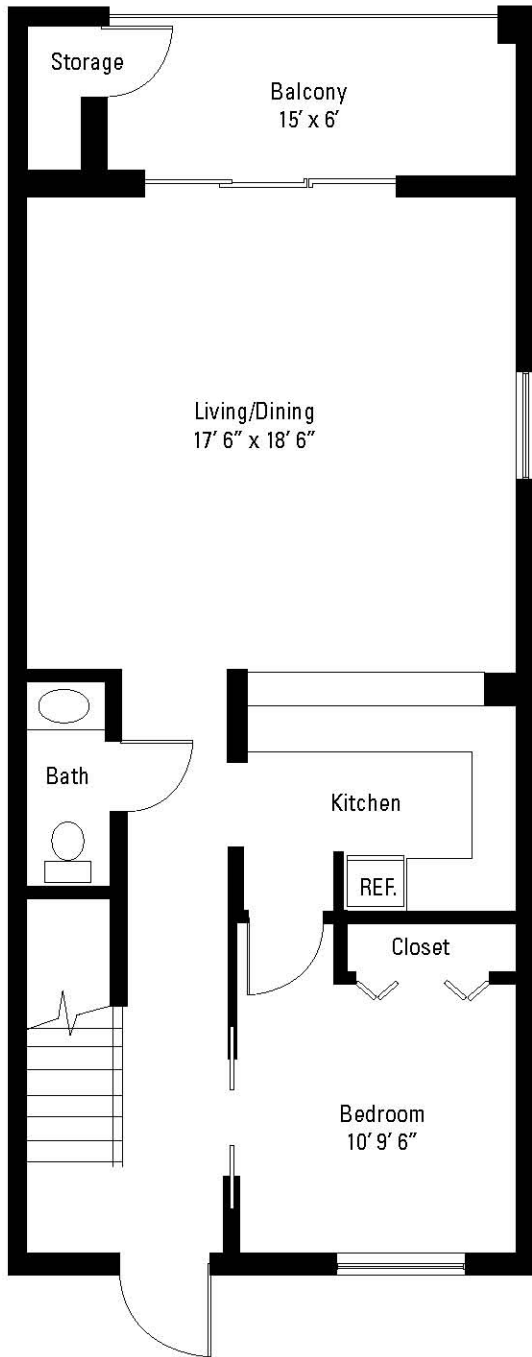 Storage
Balcony
15’ x 6’
Living/Dining
17’ 6” x 18’ 6”
Bath
Kitchen
REF.
Closet
Bedroom
10’ 9’ 6”